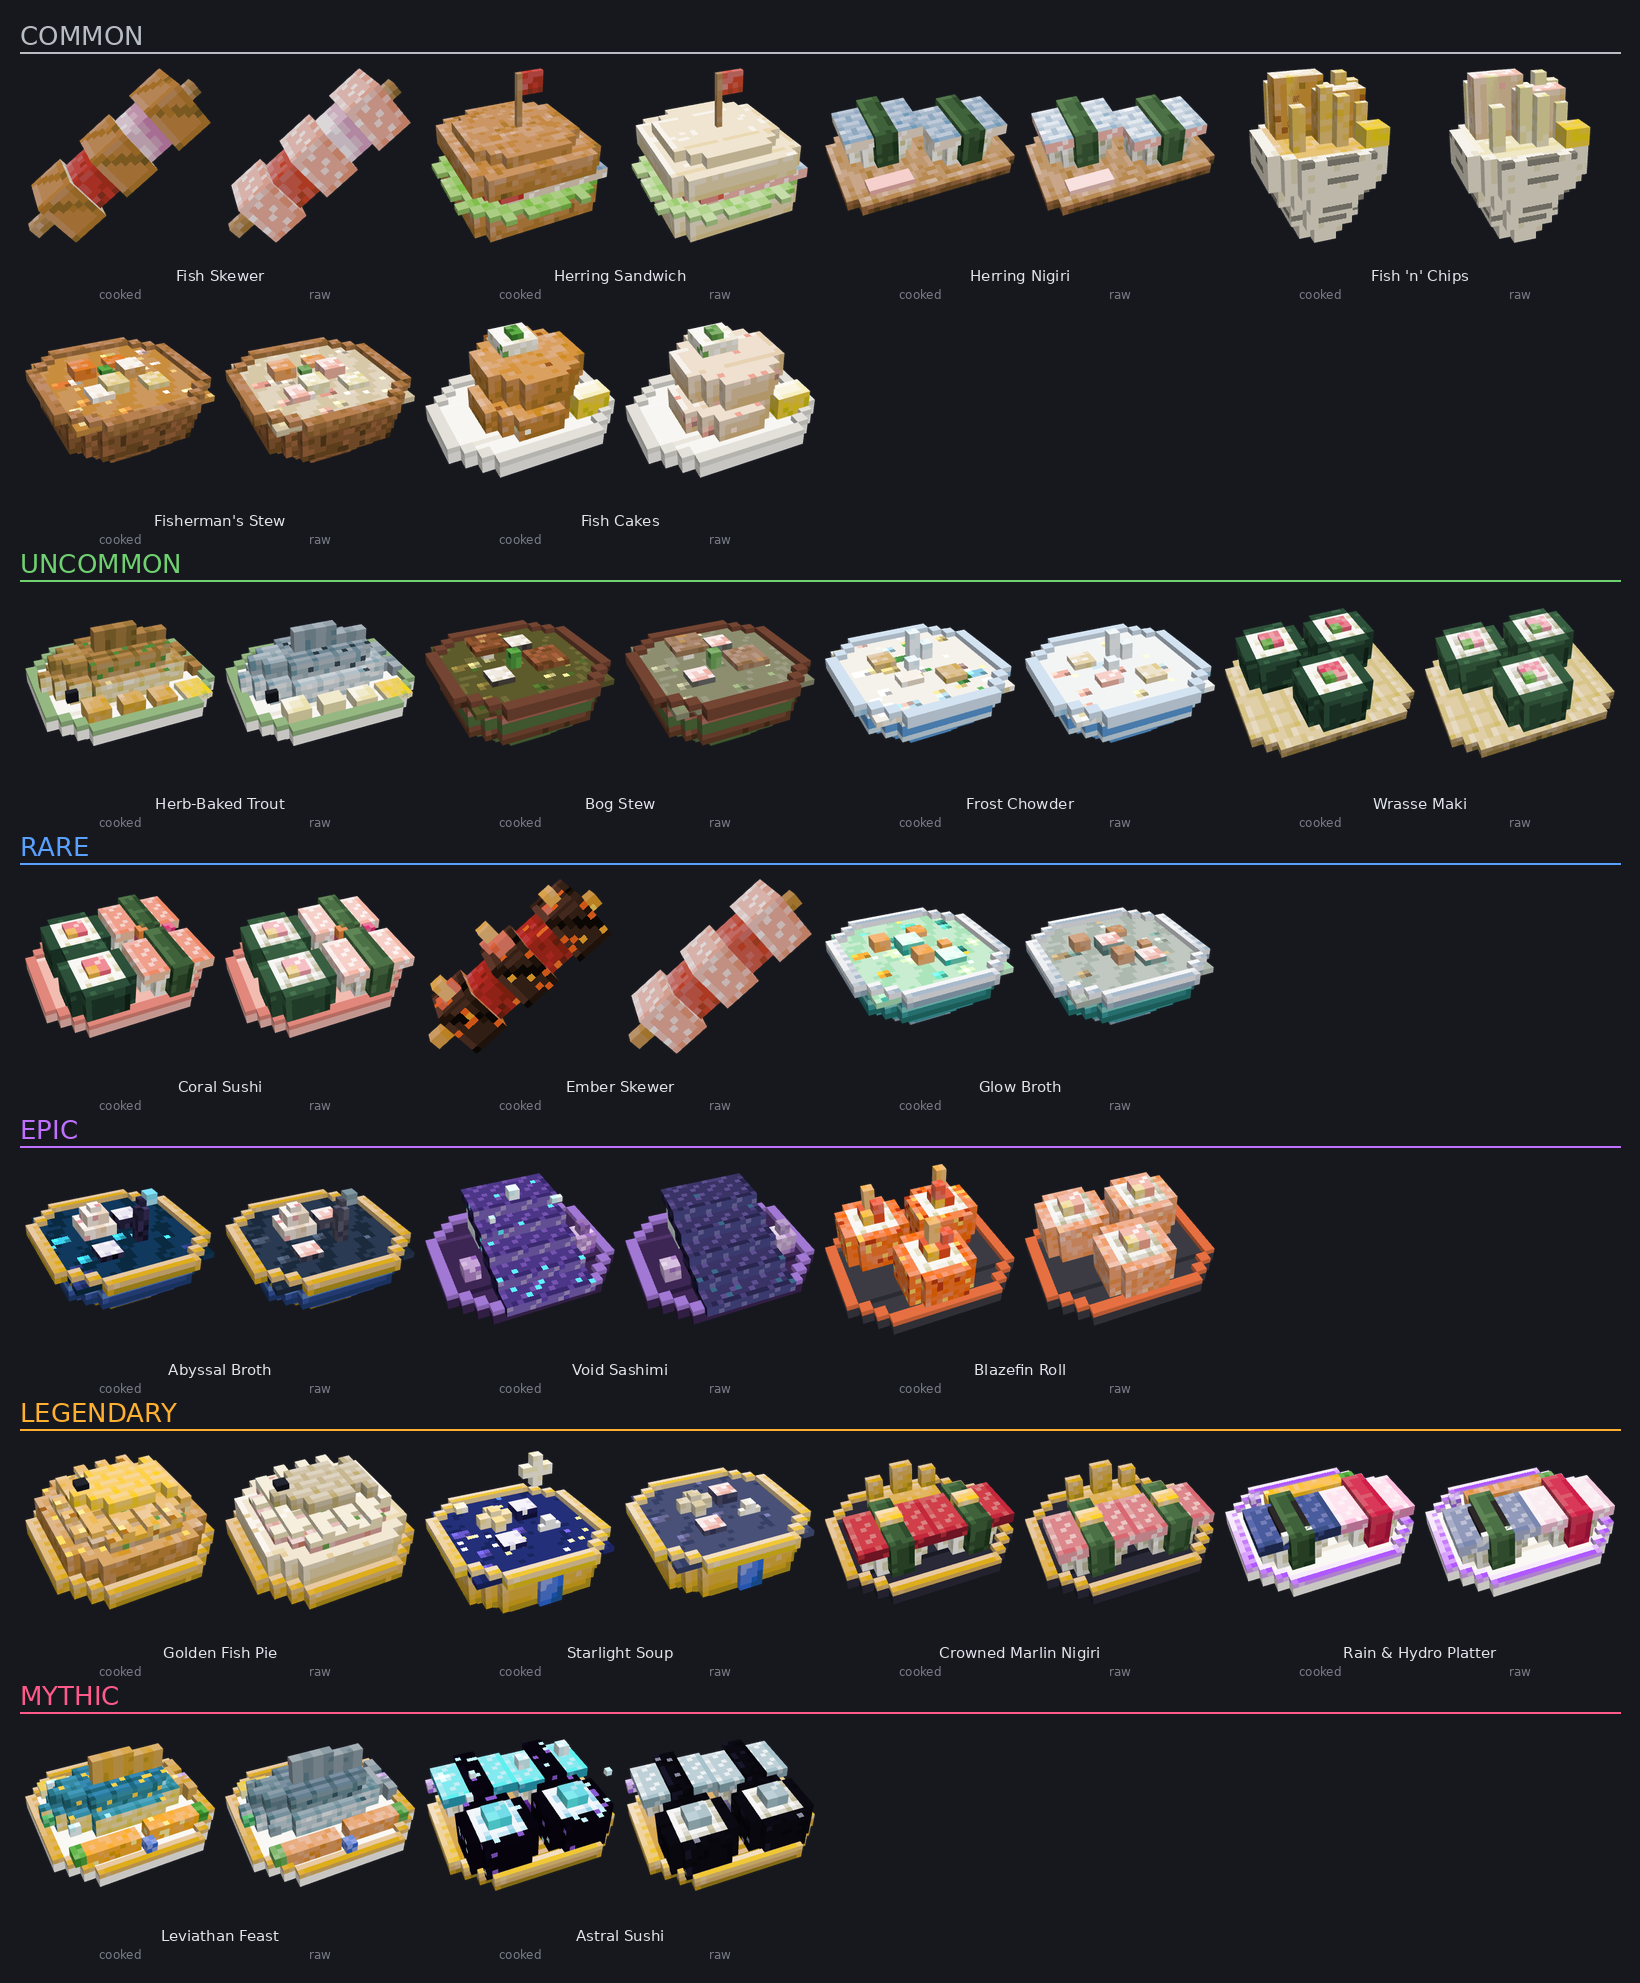 COMMON
Fish Skewer
Herring Sandwich
Herring Nigiri
Fish 'n' Chips
cooked raw cooked raw cooked raw cooked raw
Fisherman's Stew
Fish Cakes
cooked raw cooked raw
UNCOMMON
Herb-Baked Trout
Bog Stew
Frost Chowder
Wrasse Maki
cooked raw cooked raw cooked raw cooked raw
RARE
Coral Sushi
Ember Skewer
Glow Broth
cooked raw cooked raw cooked raw
EPIC
Abyssal Broth
Void Sashimi
Blazefin Roll
cooked raw cooked raw cooked raw
LEGENDARY
Golden Fish Pie
Starlight Soup
Crowned Marlin Nigiri
Rain & Hydro Platter
cooked raw cooked raw cooked raw cooked raw
MYTHIC
Leviathan Feast
Astral Sushi
cooked raw cooked raw